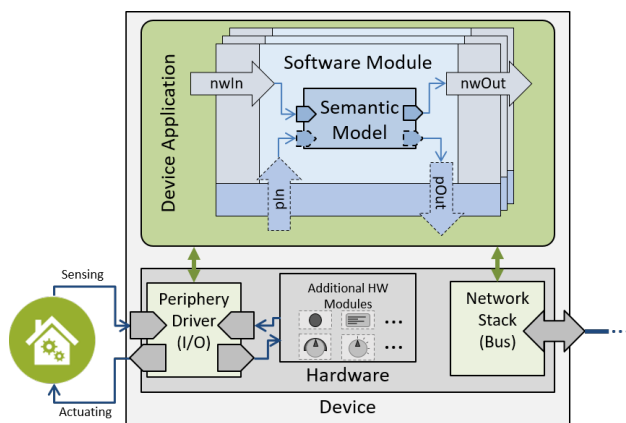 Software Module
nwIn
nwOut
Semantic
Model
Device Application
pIn
pOut
Sensing
Periphery
Driver
(I/O)
Additional HW
Modules
...
...
Network
Stack
(Bus)
Hardware
Actuating
Device